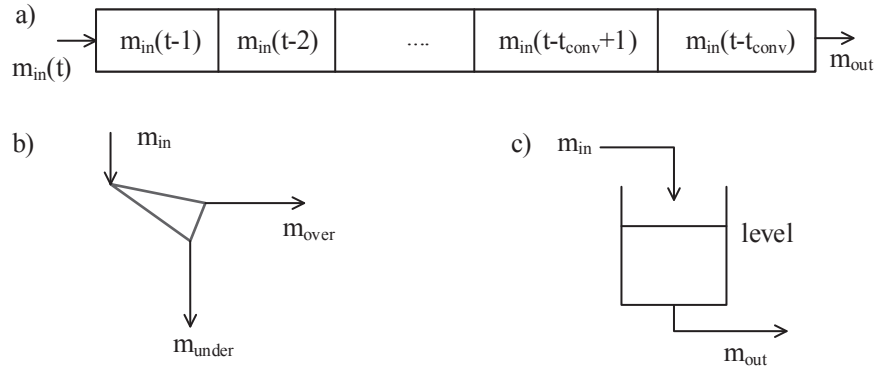 a)
m_in(t)
m_in(t-1) m_in(t-2) .... m_in(t-t_conv+1) m_in(t-t_conv)
m_out
b)
m_in
m_over
m_under
c)
m_in
level
m_out